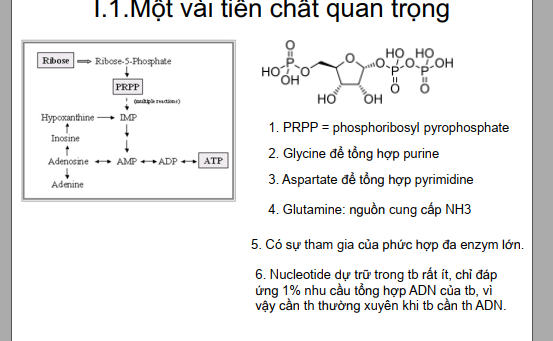 I.1.Một vài tiền chất quan trọng
Ribose Ribose-5-Phosphate
PRPP
(multiple reactions)
Hypoxanthine IMP
Inosine
Adenosine AMP ADP ATP
Adenine
O
HO P O
OH
O
HO OH
HO HO
O P O P OH
O O
1. PRPP = phosphoribosyl pyrophosphate
2. Glycine để tổng hợp purine
3. Aspartate để tổng hợp pyrimidine
4. Glutamine: nguồn cung cấp NH3
5. Có sự tham gia của phức hợp đa enzym lớn.
6. Nucleotide dự trữ trong tb rất ít, chỉ đáp
ứng 1% nhu cầu tổng hợp ADN của tb, vì
vậy cần th thường xuyên khi tb cần th ADN.